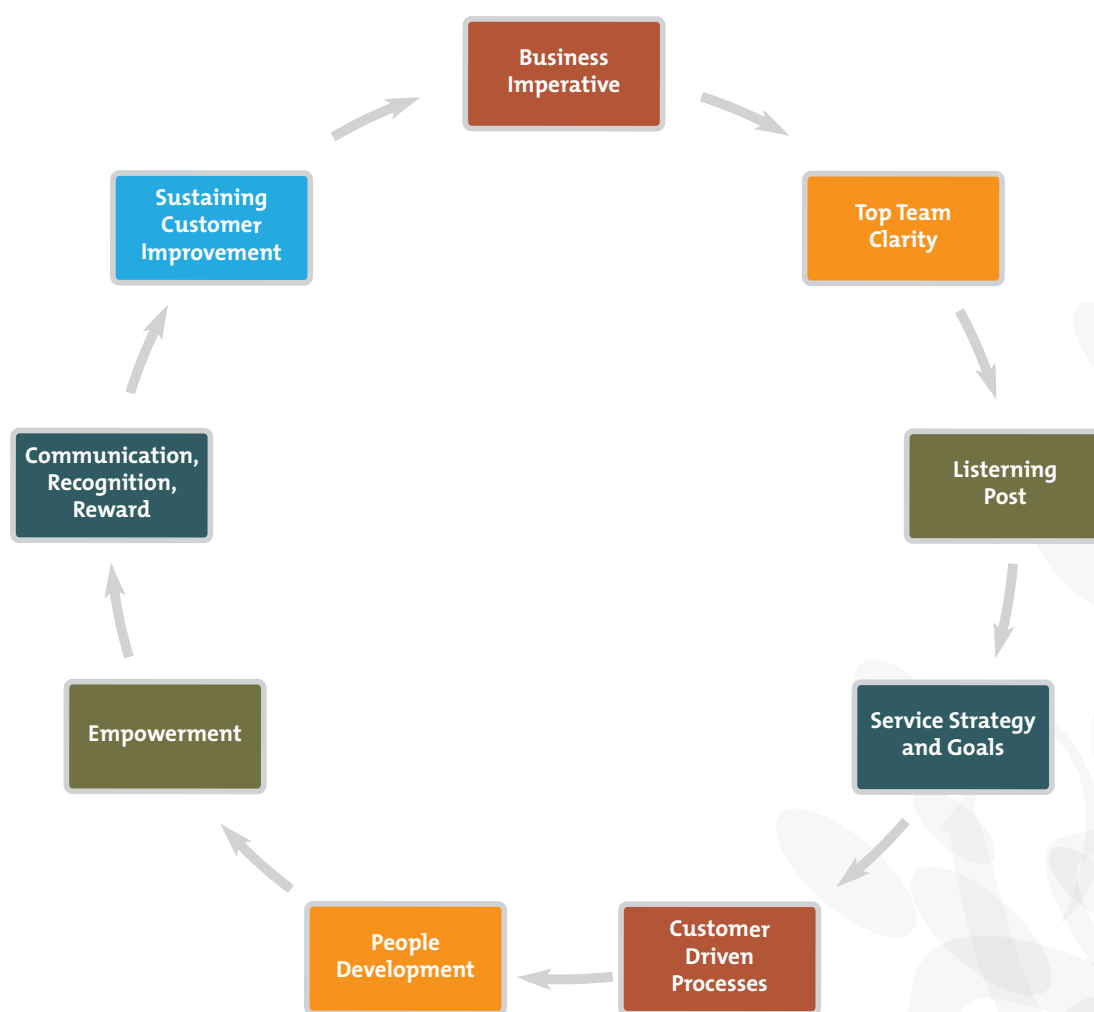 Business
Imperative
Top Team
Clarity
Listerning
Post
Service Strategy
and Goals
Customer
Driven
Processes
People
Development
Empowerment
Communication,
Recognition,
Reward
Sustaining
Customer
Improvement